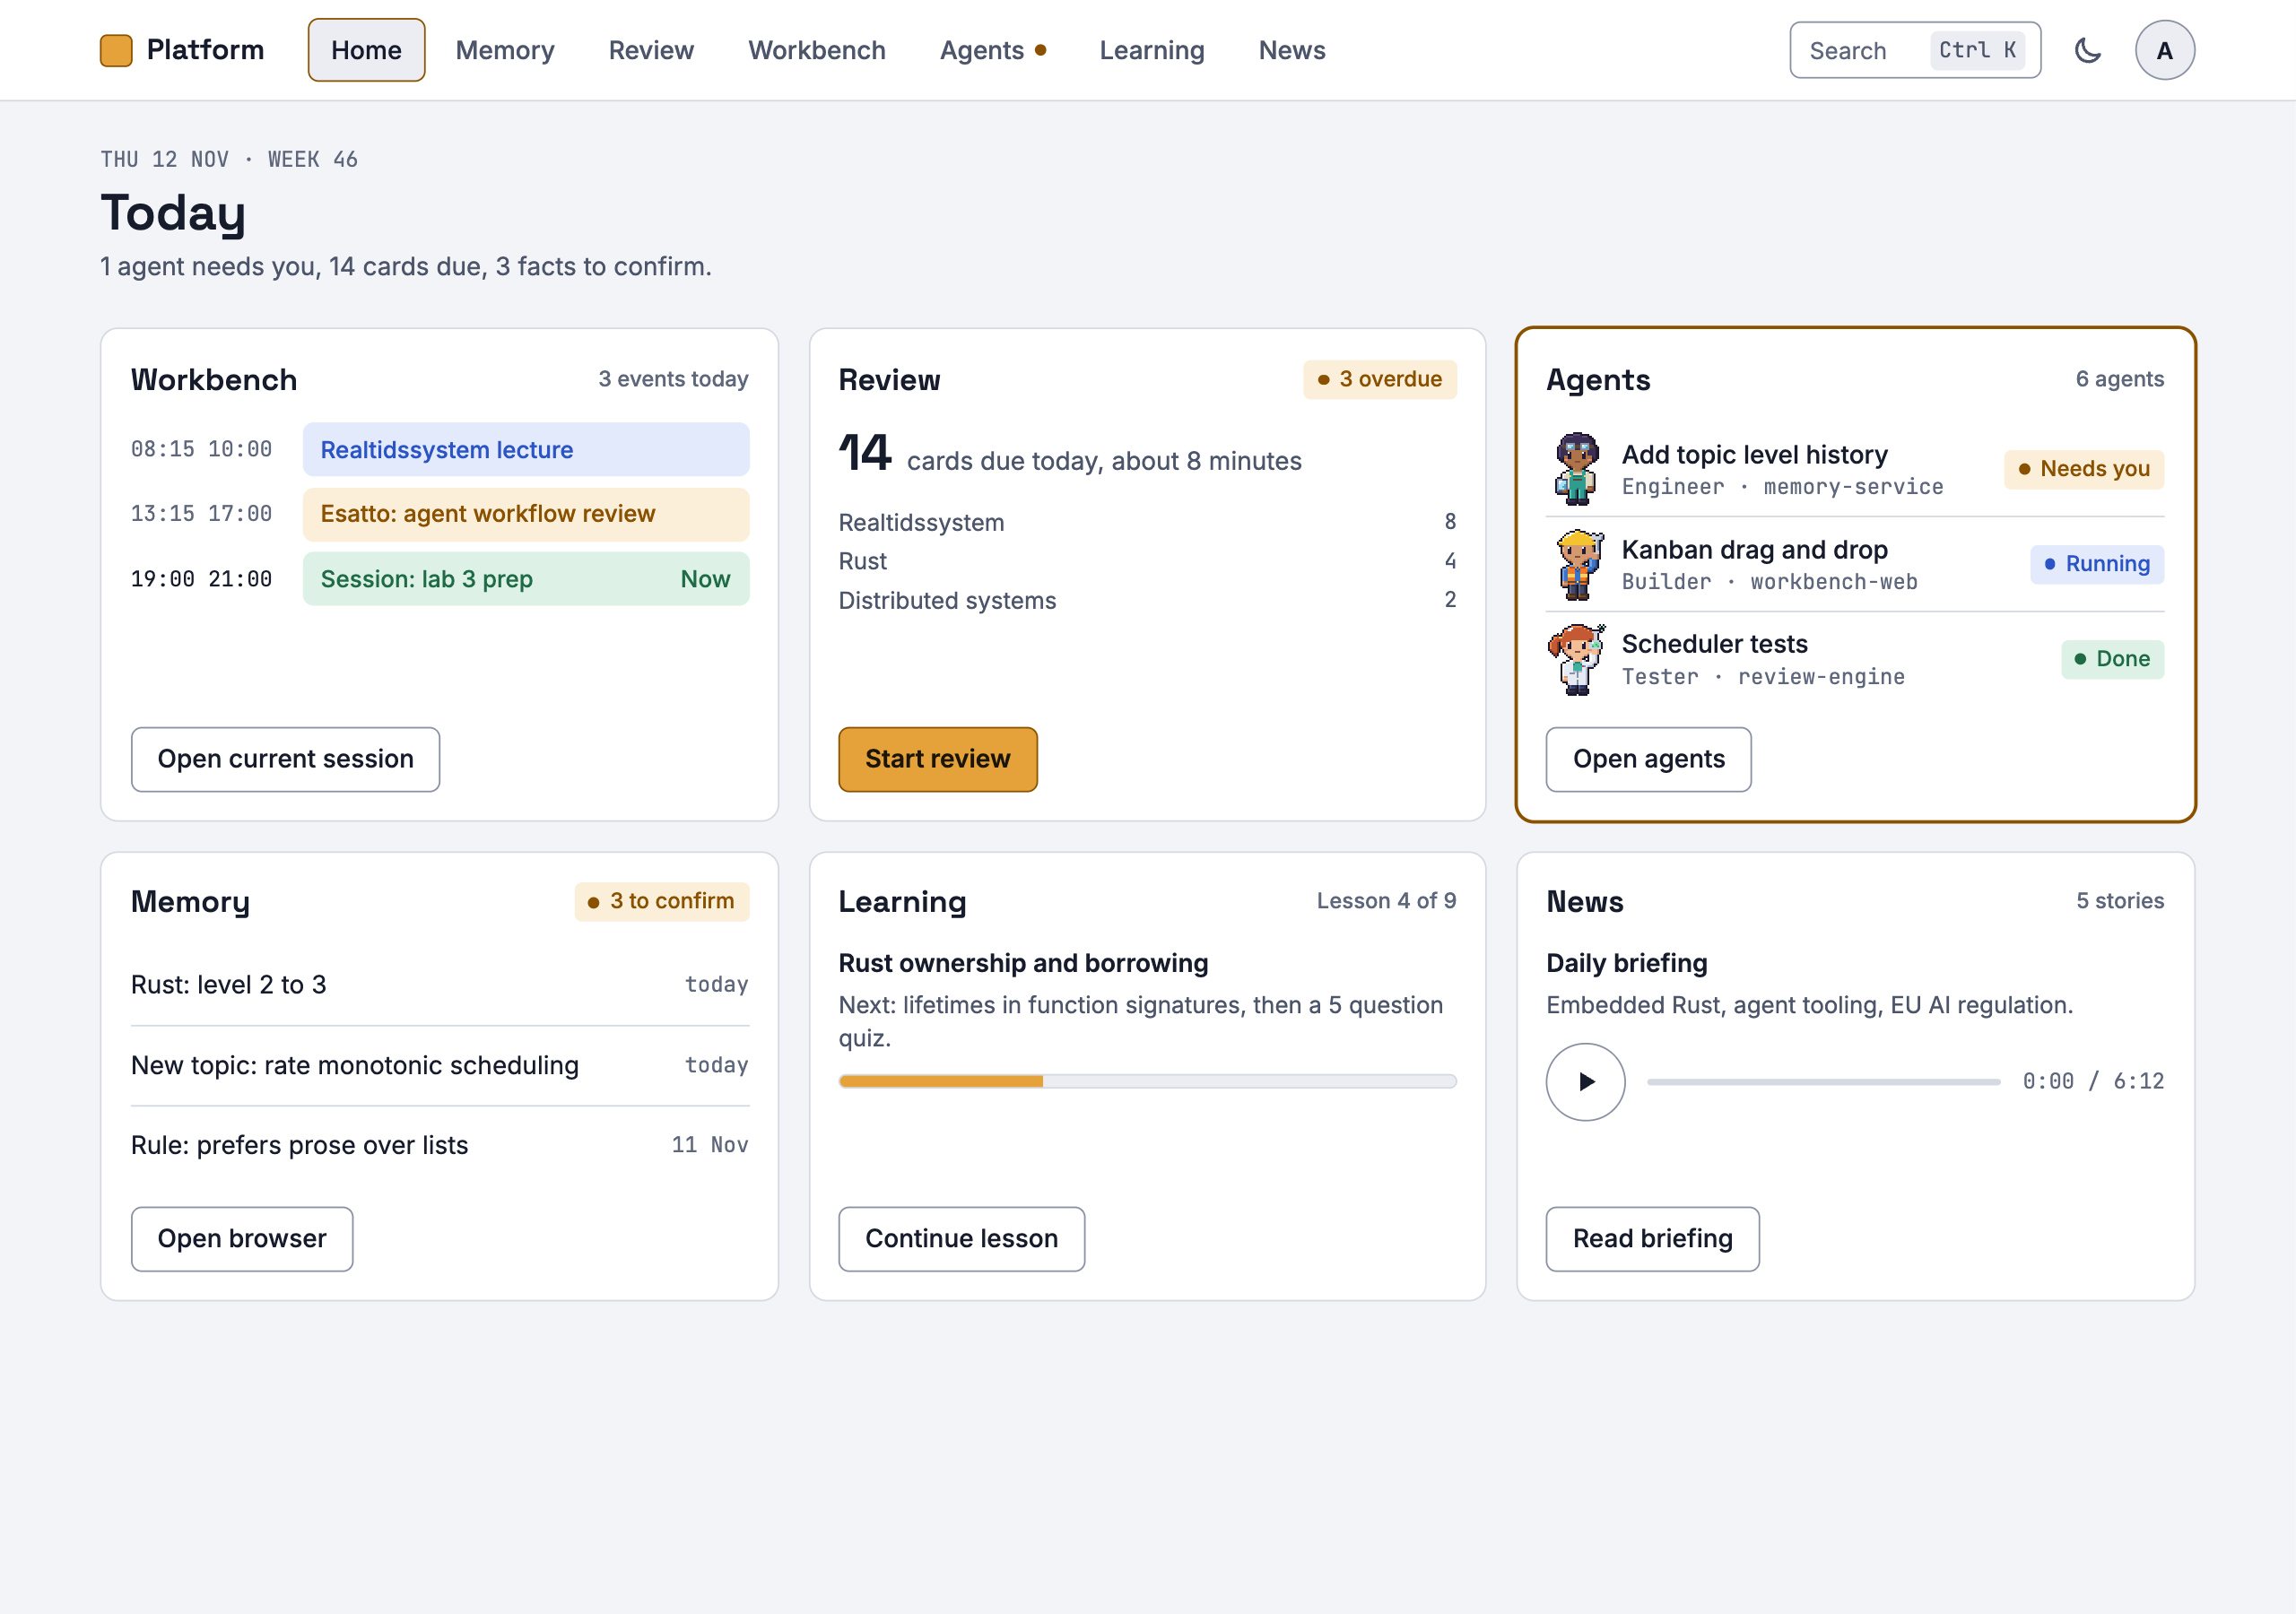 Platform
Home
Memory
Review
Workbench
Agents
Learning
News
Search
Ctrl K
A
THU 12 NOV · WEEK 46
Today
1 agent needs you, 14 cards due, 3 facts to confirm.
Workbench
3 events today
08:15 10:00
Realtidssystem lecture
13:15 17:00
Esatto: agent workflow review
19:00 21:00
Session: lab 3 prep
Now
Open current session
Review
3 overdue
14 cards due today, about 8 minutes
Realtidssystem
8
Rust
4
Distributed systems
2
Start review
Agents
6 agents
Add topic level history
Engineer · memory-service
Needs you
Kanban drag and drop
Builder · workbench-web
Running
Scheduler tests
Tester · review-engine
Done
Open agents
Memory
3 to confirm
Rust: level 2 to 3
today
New topic: rate monotonic scheduling
today
Rule: prefers prose over lists
11 Nov
Open browser
Learning
Lesson 4 of 9
Rust ownership and borrowing
Next: lifetimes in function signatures, then a 5 question
quiz.
Continue lesson
News
5 stories
Daily briefing
Embedded Rust, agent tooling, EU AI regulation.
0:00 / 6:12
Read briefing